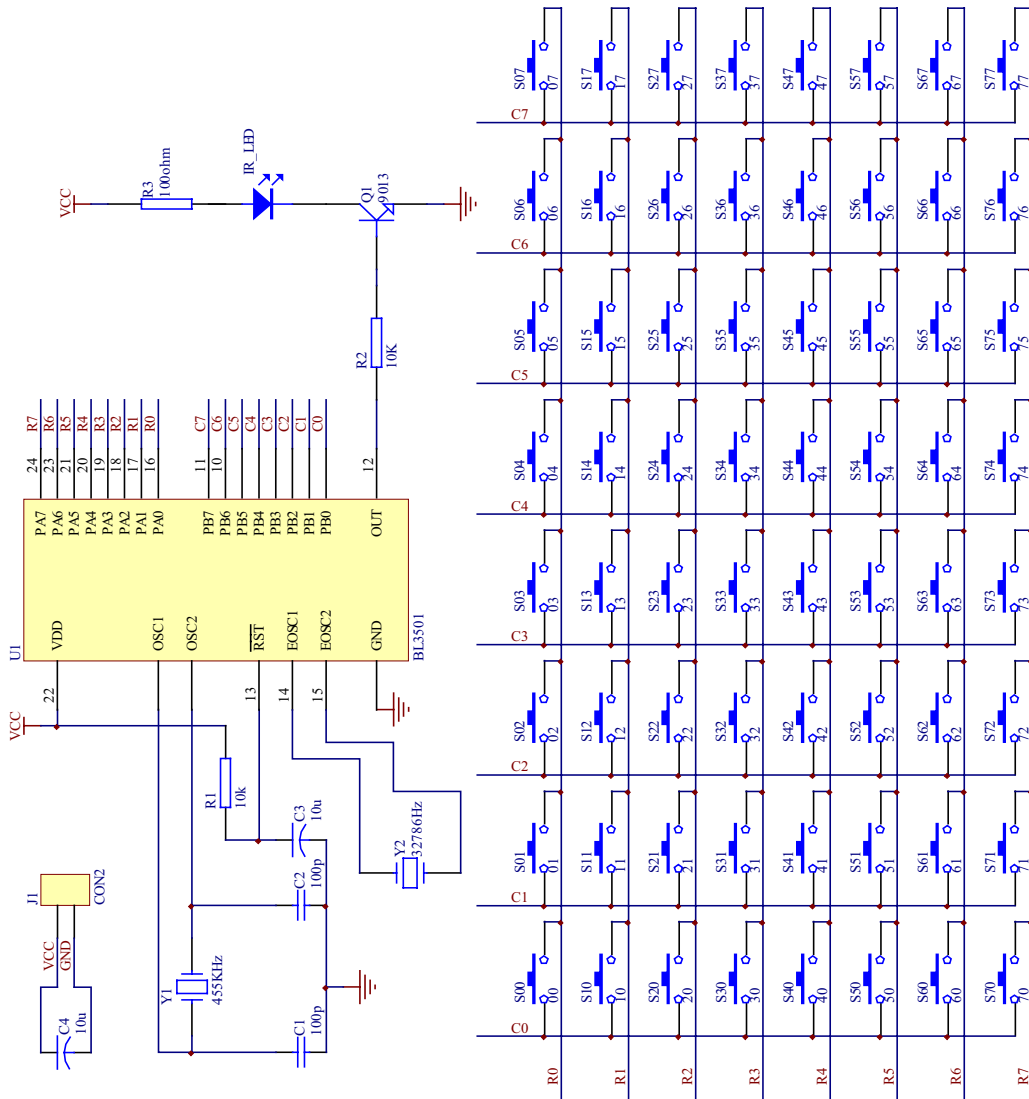 VCC
R3
100ohm
IR_LED
Q1
9013
R2
10K
U1
BL3501
VDD
22
OSC1
OSC2
RST
13
EOSC1
14
EOSC2
15
GND
PA7
24
R7
PA6
23
R6
PA5
21
R5
PA4
20
R4
PA3
19
R3
PA2
18
R2
PA1
17
R1
PA0
16
R0
PB7
11
C7
PB6
10
C6
PB5
C5
PB4
C4
PB3
C3
PB2
C2
PB1
C1
PB0
C0
OUT
12
VCC
R1
10k
C3
10u
C2
100p
C1
100p
Y1
455KHz
Y2
32786Hz
J1
CON2
VCC
GND
C4
10u
C7
S07 07
S17 17
S27 27
S37 37
S47 47
S57 57
S67 67
S77 77
C6
S06 06
S16 16
S26 26
S36 36
S46 46
S56 56
S66 66
S76 76
C5
S05 05
S15 15
S25 25
S35 35
S45 45
S55 55
S65 65
S75 75
C4
S04 04
S14 14
S24 24
S34 34
S44 44
S54 54
S64 64
S74 74
C3
S03 03
S13 13
S23 23
S33 33
S43 43
S53 53
S63 63
S73 73
C2
S02 02
S12 12
S22 22
S32 32
S42 42
S52 52
S62 62
S72 72
C1
S01 01
S11 11
S21 21
S31 31
S41 41
S51 51
S61 61
S71 71
C0
S00 00
S10 10
S20 20
S30 30
S40 40
S50 50
S60 60
S70 70
R0
R1
R2
R3
R4
R5
R6
R7